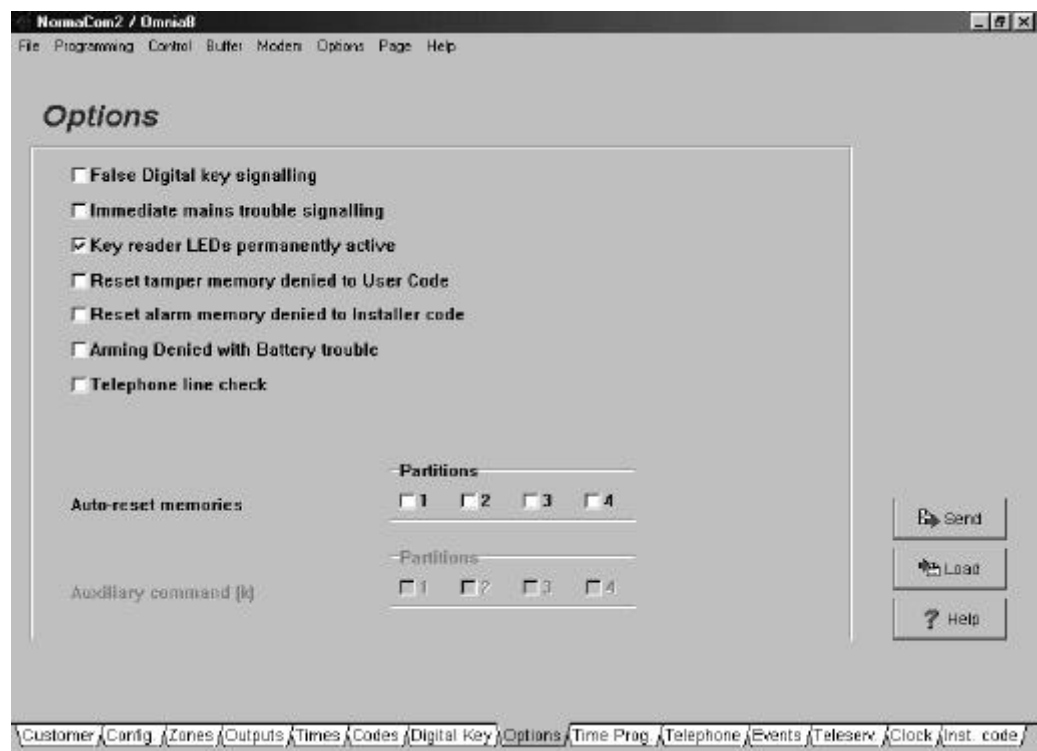 NormaCom2 / Omnia8
File Programming Control Buffer Modem Options Page Help
Options
False Digital key signalling
Immediate mains trouble signalling
Key reader LEDs permanently active
Reset tamper memory denied to User Code
Reset alarm memory denied to Installer code
Arming Denied with Battery trouble
Telephone line check
Partitions
Auto-reset memories 1 2 3 4
Send
Partitions
Load
Auxiliary command (k) 1 2 3 4
? Help
Customer Config. Zones Outputs Times Codes Digital Key Options Time Prog. Telephone Events Teleserv. Clock Inst. code